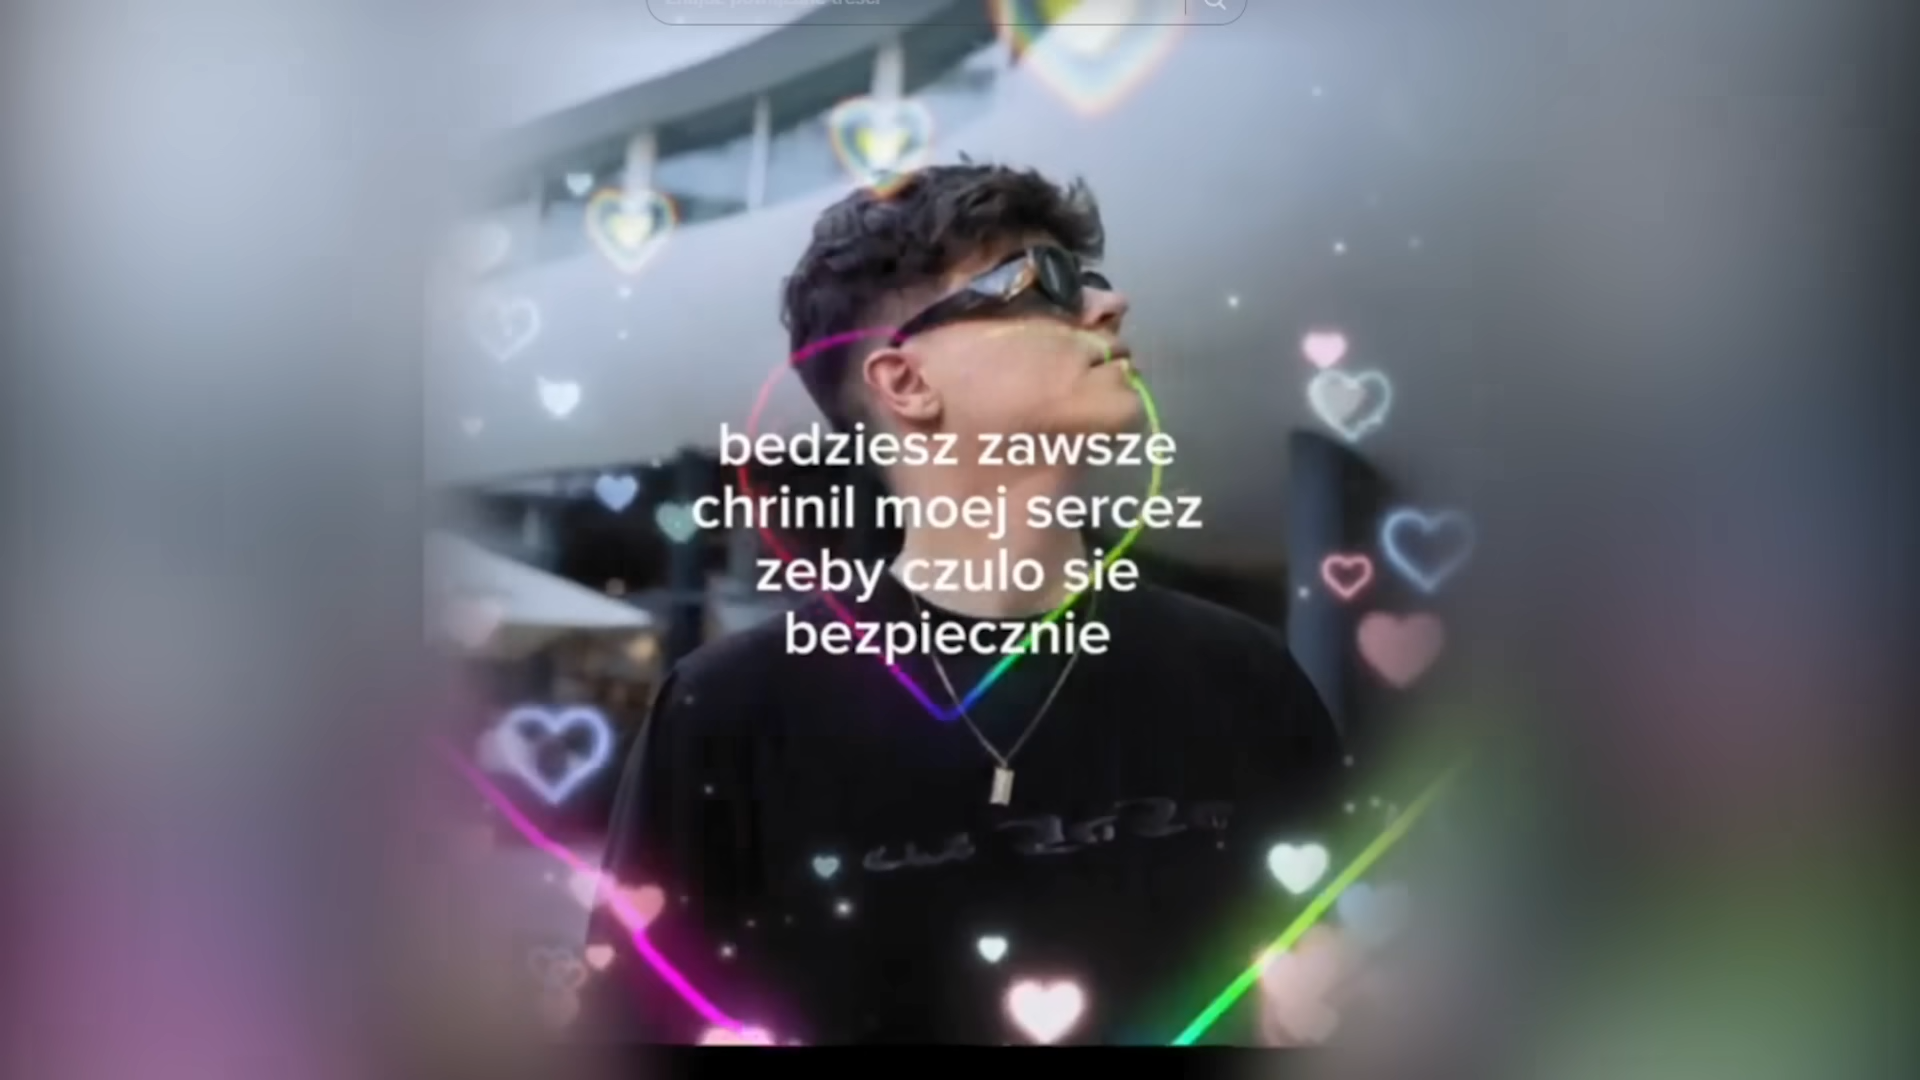 bedziesz zawsze
chrinil moej sercez
zeby czulo sie
bezpiecznie